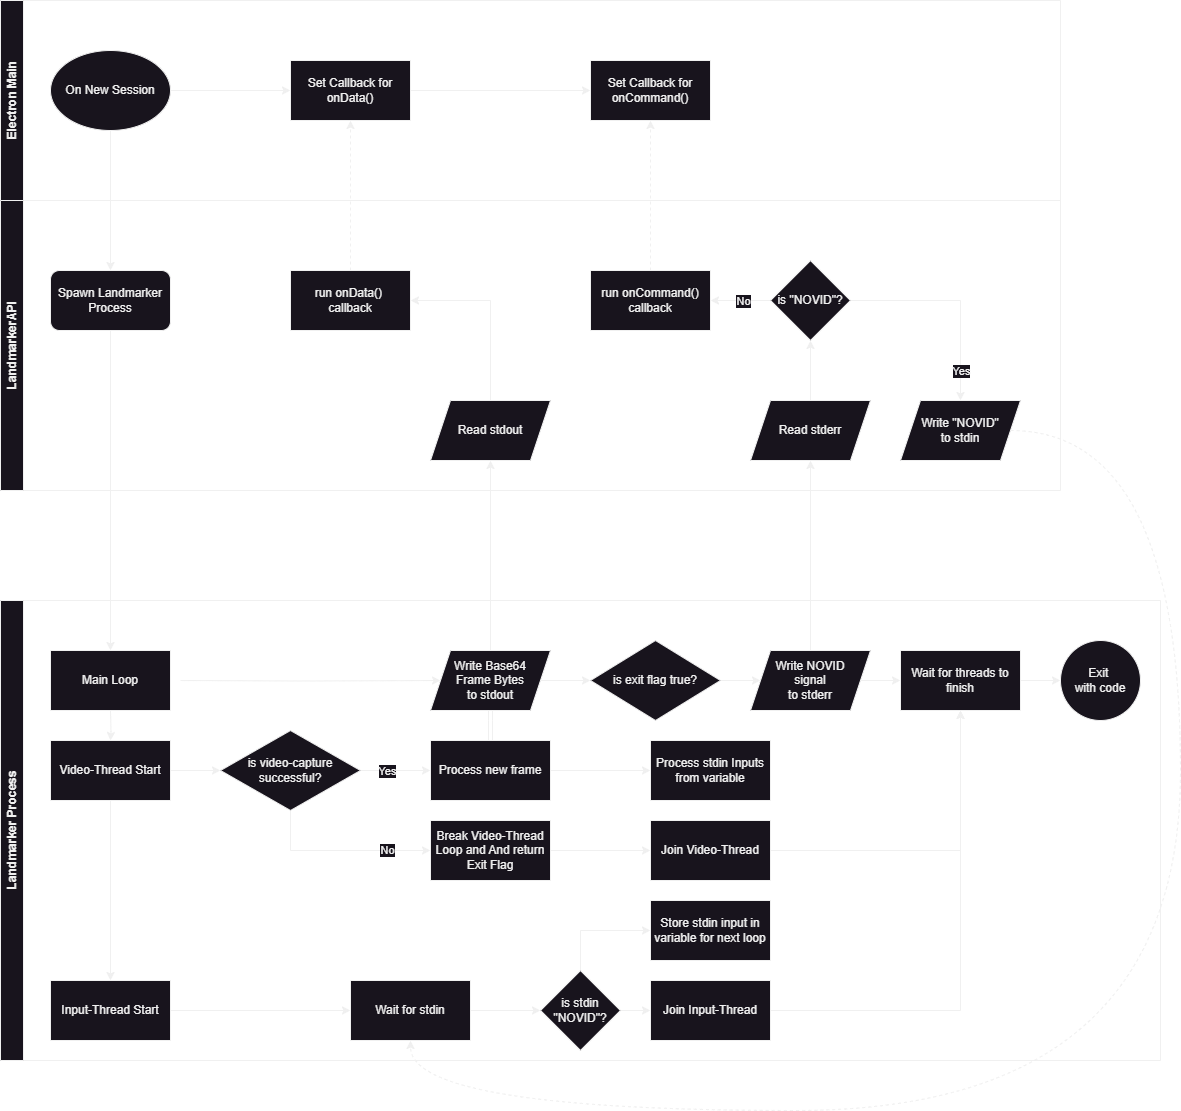 Electron Main
On New Session
Set Callback for
onData()
Set Callback for
onCommand()
LandmarkerAPI
Spawn Landmarker
Process
run onData()
callback
run onCommand()
callback
No
is "NOVID"?
Yes
Read stdout
Read stderr
Write "NOVID"
to stdin
Landmarker Process
Main Loop
Write Base64
Frame Bytes
to stdout
is exit flag true?
Write NOVID
signal
to stderr
Wait for threads to
finish
Exit
with code
Video-Thread Start
is video-capture
successful?
Yes
Process new frame
Process stdin Inputs
from variable
No
Break Video-Thread
Loop and And return
Exit Flag
Join Video-Thread
Store stdin input in
variable for next loop
Input-Thread Start
Wait for stdin
is stdin
"NOVID"?
Join Input-Thread